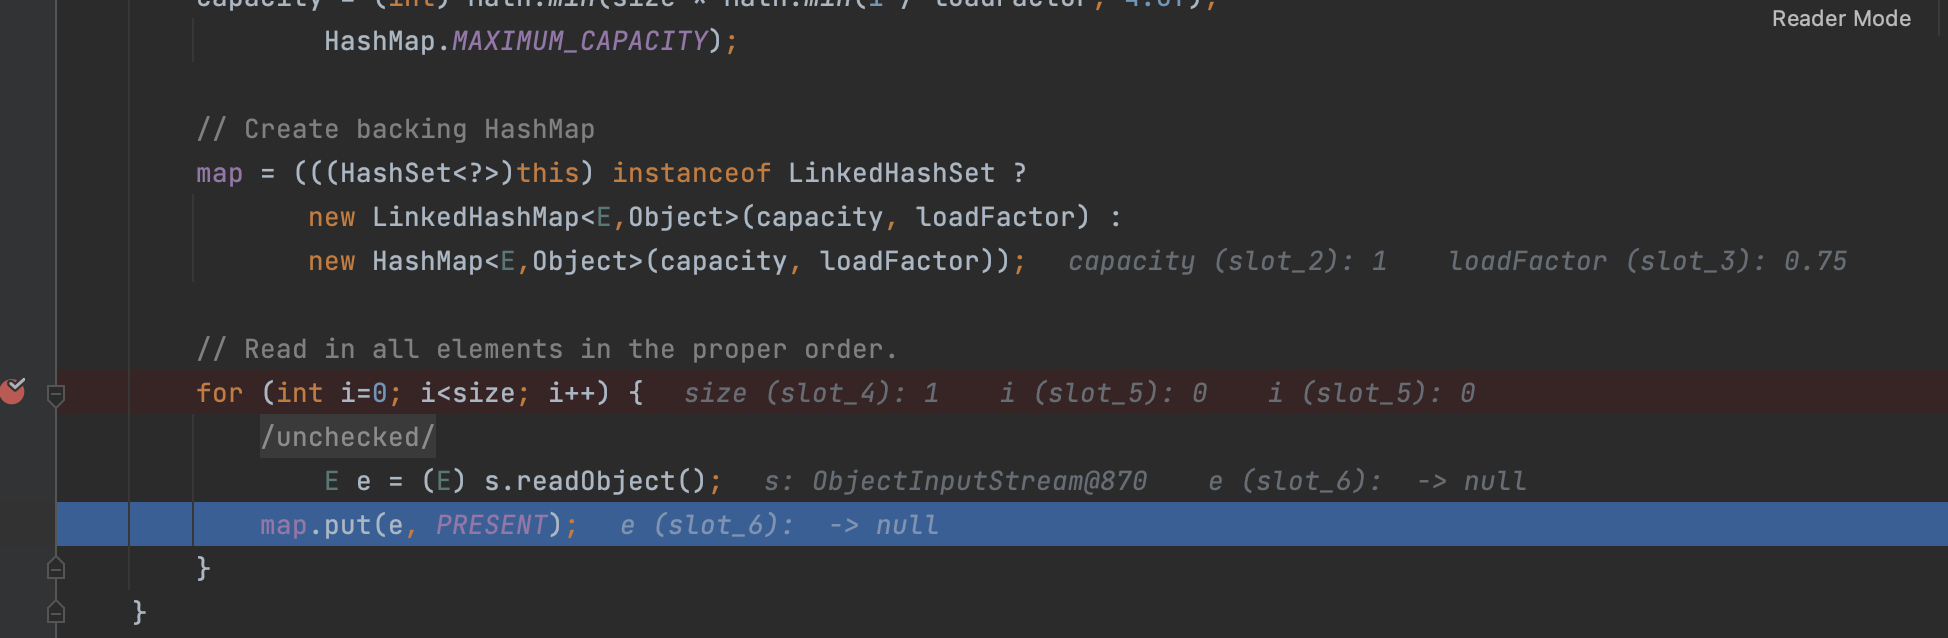 capacity = (int) Math.min(size * Math.min(1 / loadFactor, 4.0f),
Reader Mode
HashMap.MAXIMUM_CAPACITY);
// Create backing HashMap
map = (((HashSet<?>)this) instanceof LinkedHashSet ?
new LinkedHashMap<E,Object>(capacity, loadFactor) :
new HashMap<E,Object>(capacity, loadFactor)); capacity (slot_2): 1 loadFactor (slot_3): 0.75
// Read in all elements in the proper order.
for (int i=0; i<size; i++) { size (slot_4): 1 i (slot_5): 0 i (slot_5): 0
/unchecked/
E e = (E) s.readObject(); s: ObjectInputStream@870 e (slot_6): -> null
map.put(e, PRESENT); e (slot_6): -> null
}
}